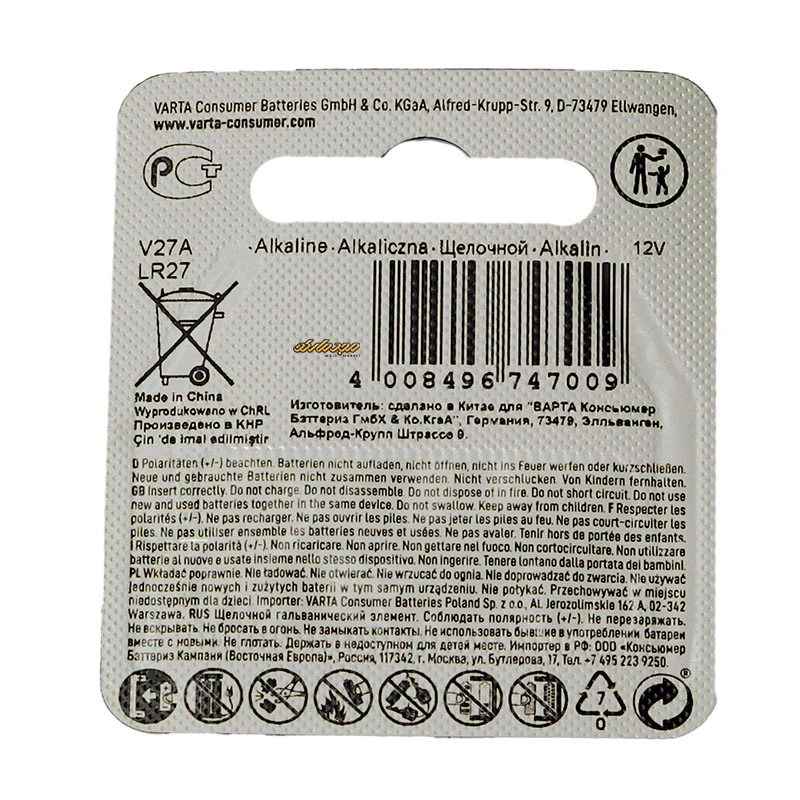 VARTA Consumer Batteries GmbH & Co. KGaA, Alfred-Krupp-Str. 9, D-73479 Ellwangen,
www.varta-consumer.com
V27A
LR27
·Alkaline·Alkaliczna·Щелочной·Alkalin·
12V
4 008496 747009
Made in China
Wyprodukowano w ChRL
Произведено в КНР
Çin 'de imal edilmiştir
Изготовитель: сделано в Китае для "ВАРТА Консьюмер
Бэттериз ГмбХ & Ко.КгаА", Германия, 73479, Элльванген,
Альфред-Крупп Штрассе 9.
D Polaritäten (+/-) beachten. Batterien nicht aufladen, nicht öffnen, nicht ins Feuer werfen oder kurzschließen.
Neue und gebrauchte Batterien nicht zusammen verwenden. Nicht verschlucken. Von Kindern fernhalten.
GB Insert correctly. Do not charge. Do not disassemble. Do not dispose of in fire. Do not short circuit. Do not use
new and used batteries together in the same device. Do not swallow. Keep away from children. F Respecter les
polarités (+/-). Ne pas recharger. Ne pas ouvrir les piles. Ne pas jeter les piles au feu. Ne pas court-circuiter les
piles. Ne pas utiliser ensemble les batteries neuves et usées. Ne pas avaler. Tenir hors de portée des enfants.
I Rispettare la polarità (+/-). Non ricaricare. Non aprire. Non gettare nel fuoco. Non cortocircuitare. Non utilizzare
batterie al nuove e usate insieme nello stesso dispositivo. Non ingerire. Tenere lontano dalla portata dei bambini.
PL Wkładać poprawnie. Nie ładować. Nie otwierać. Nie wrzucać do ognia. Nie doprowadzać do zwarcia. Nie używać
jednocześnie nowych i zużytych baterii w tym samym urządzeniu. Nie połykać. Przechowywać w miejscu
niedostępnym dla dzieci. Importer: VARTA Consumer Batteries Poland Sp. z o.o., Al. Jerozolimskie 162 A, 02-342
Warszawa. RUS Щелочной гальванический элемент. Соблюдать полярность (+/-). Не перезаряжать.
Не вскрывать. Не бросать в огонь. Не замыкать контакты. Не использовать бывшие в употреблении батареи
вместе с новыми. Не глотать. Держать в недоступном для детей месте. Импортер в РФ: ООО «Консьюмер
Бэттериз Кампани (Восточная Европа)», Россия, 117342, г. Москва, ул. Бутлерова, 17, Тел. +7 495 223 9250.
7
0
®